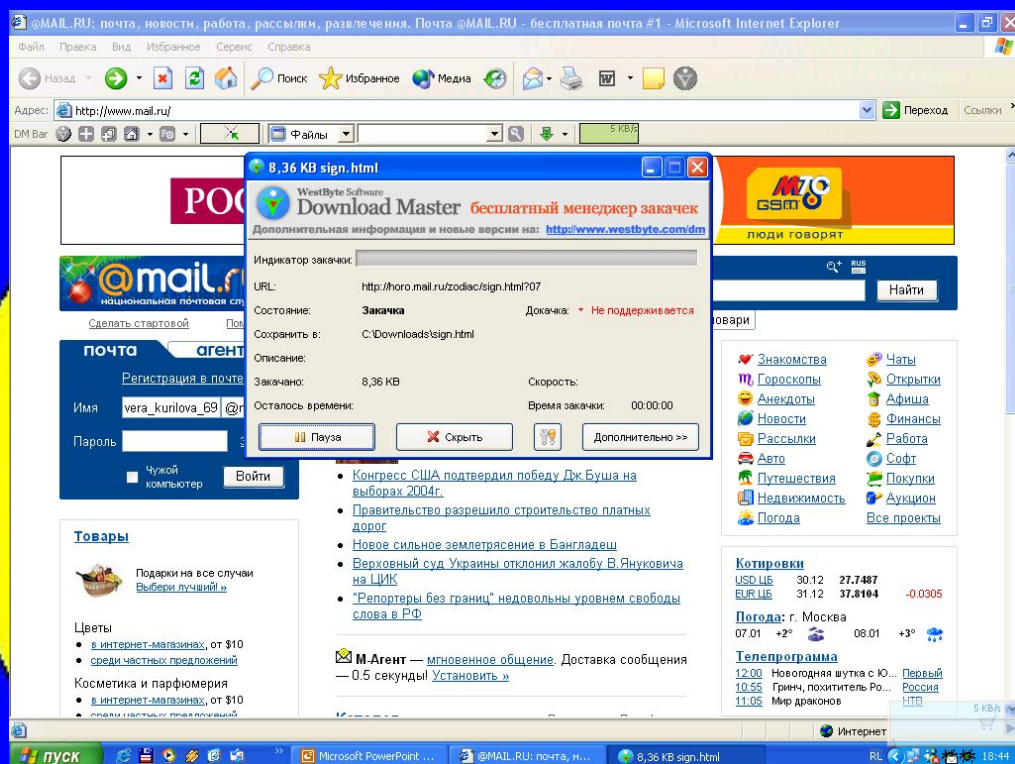 @MAIL.RU: почта, новости, работа, рассылки, развлечения. Почта @MAIL.RU - бесплатная почта #1 - Microsoft Internet Explorer
Файл Правка Вид Избранное Сервис Справка
Назад Поиск Избранное Медиа
Адрес: http://www.mail.ru/ Переход Ссылки
DM Bar Файлы 5 KB/s
8,36 KB sign.html
РОС
WestByte Software
Download Master бесплатный менеджер закачек
Дополнительная информация и новые версии на: http://www.westbyte.com/dm
М70
GSM
люди говорят
Индикатор закачки:
URL: http://horo.mail.ru/zodiac/sign.html?07
Состояние: Закачка Докачка: Не поддерживается
Сохранить в: C:\Downloads\sign.html
Описание:
Закачано: 8,36 KB Скорость:
Осталось времени: Время закачки: 00:00:00
Пауза Скрыть Дополнительно >>
@mail.r
национальная почтовая слу
RUS
Найти
Сделать стартовой Пом
овари
почта агент
Регистрация в почте
Имя vera_kurilova_69 @m
Пароль З
Чужой
компьютер
Войти
Знакомства Чаты
Гороскопы Открытки
Анекдоты Афиша
Новости Финансы
Рассылки Работа
Авто Софт
Путешествия Покупки
Недвижимость Аукцион
Погода Все проекты
Конгресс США подтвердил победу Дж.Буша на
выборах 2004г.
Правительство разрешило строительство платных
дорог
Новое сильное землетрясение в Бангладеш
Верховный суд Украины отклонил жалобу В.Януковича
на ЦИК
"Репортеры без границ" недовольны уровнем свободы
слова в РФ
Товары
Подарки на все случаи
Выбери лучший! »
Цветы
в интернет-магазинах, от $10
среди частных предложений
Косметика и парфюмерия
в интернет-магазинах, от $10
среди частных предложений
М-Агент — мгновенное общение. Доставка сообщения
— 0.5 секунды! Установить »
Каталог
Котировки
USD ЦБ 30.12 27.7487
EUR ЦБ 31.12 37.8104 -0.0305
Погода: г. Москва
07.01 +2° 08.01 +3°
Телепрограмма
12:00 Новогодняя шутка с Ю... Первый
10:55 Гринч, похититель Ро... Россия
11:05 Мир драконов НТВ
5 KB/s
Интернет
пуск Microsoft PowerPoint ... @MAIL.RU: почта, н... 8,36 KB sign.html RL 18:44